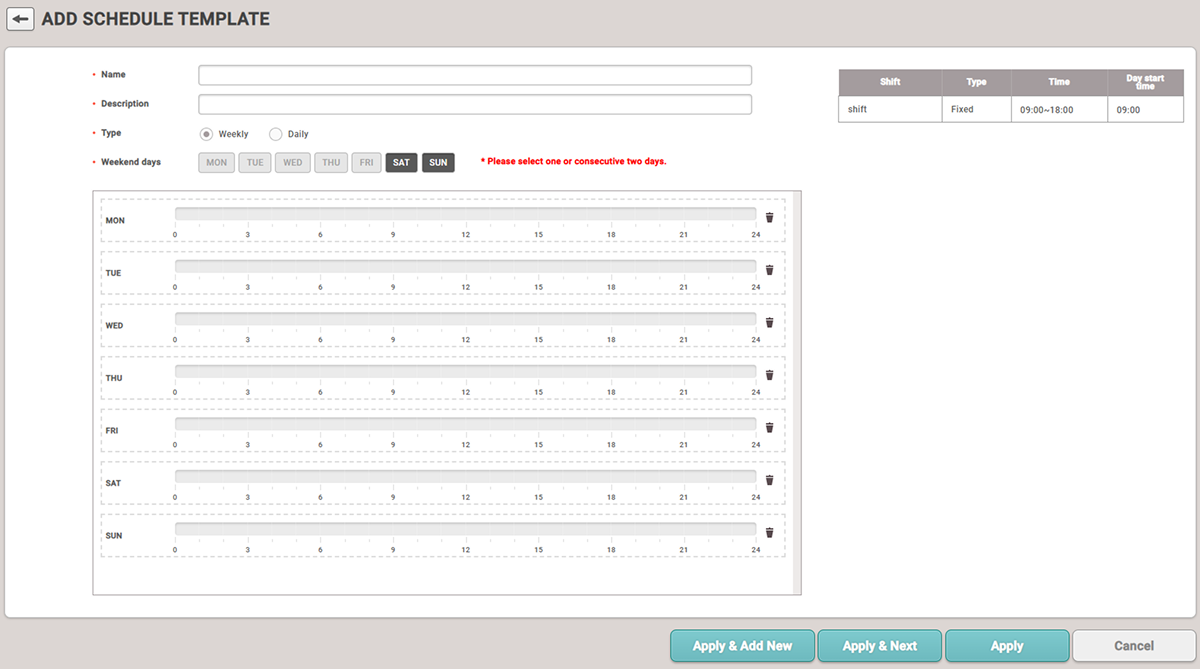 ADD SCHEDULE TEMPLATE
• Name
• Description
• Type Weekly Daily
• Weekend days MON TUE WED THU FRI SAT SUN * Please select one or consecutive two days.
MON
0 3 6 9 12 15 18 21 24
TUE
0 3 6 9 12 15 18 21 24
WED
0 3 6 9 12 15 18 21 24
THU
0 3 6 9 12 15 18 21 24
FRI
0 3 6 9 12 15 18 21 24
SAT
0 3 6 9 12 15 18 21 24
SUN
0 3 6 9 12 15 18 21 24
Shift Type Time Day start time
shift Fixed 09:00~18:00 09:00
Apply & Add New Apply & Next Apply Cancel